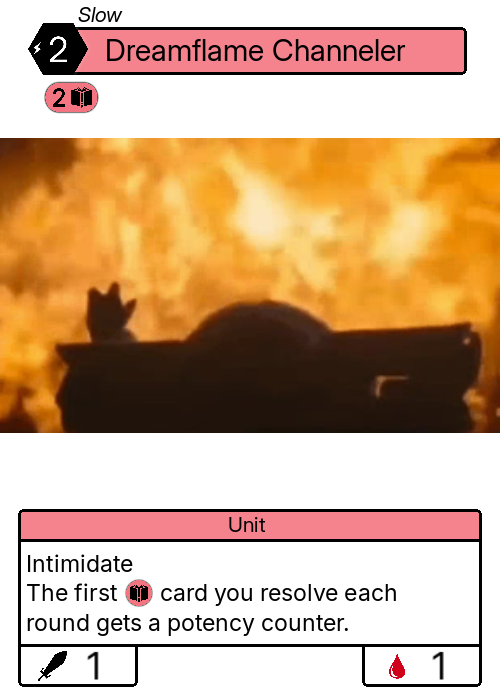 Slow
2 Dreamflame Channeler
2
Unit
Intimidate
The first card you resolve each
round gets a potency counter.
1 1